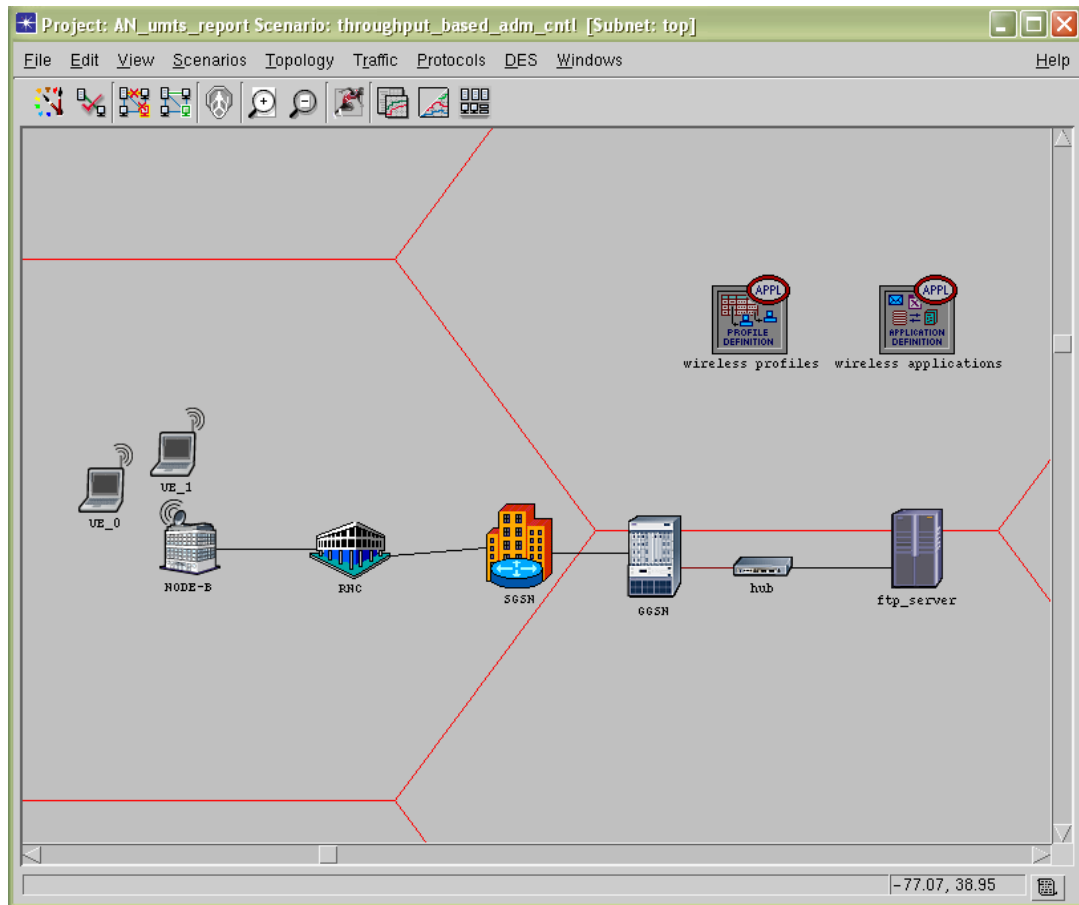 Project: AN_umts_report Scenario: throughput_based_adm_cntl [Subnet: top]
File Edit View Scenarios Topology Traffic Protocols DES Windows Help
APPL
PROFILE
DEFINITION
APPL
APPLICATION
DEFINITION
wireless profiles
wireless applications
UE_1
UE_0
NODE-B
RNC
SGSN
GGSN
hub
ftp_server
-77.07, 38.95